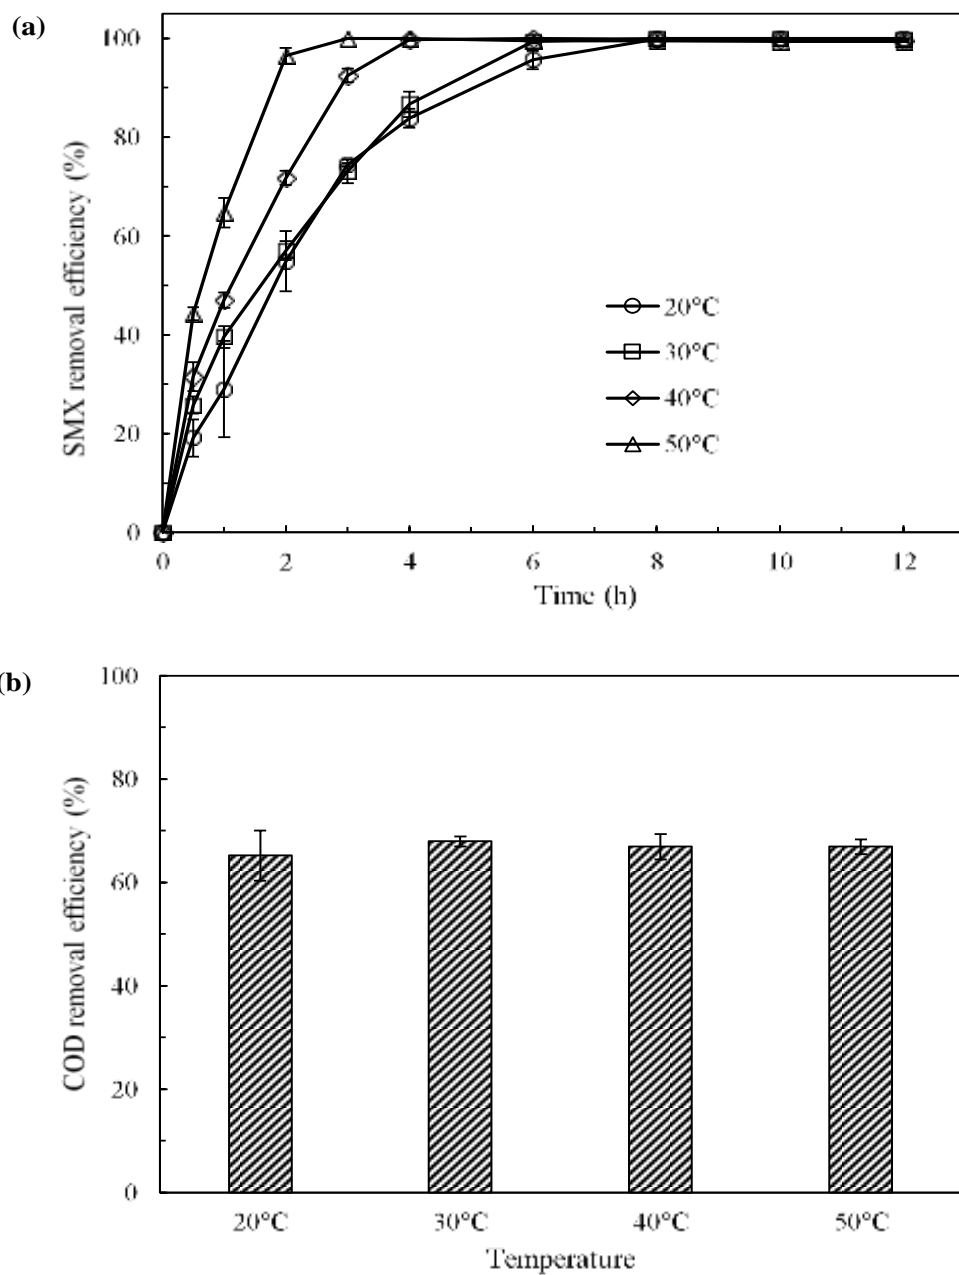 (a)
100
80
60
40
20
0
SMX removal efficiency (%)
20°C
30°C
40°C
50°C
0 2 4 6 8 10 12
Time (h)
(b)
100
80
60
40
20
0
COD removal efficiency (%)
20°C 30°C 40°C 50°C
Temperature